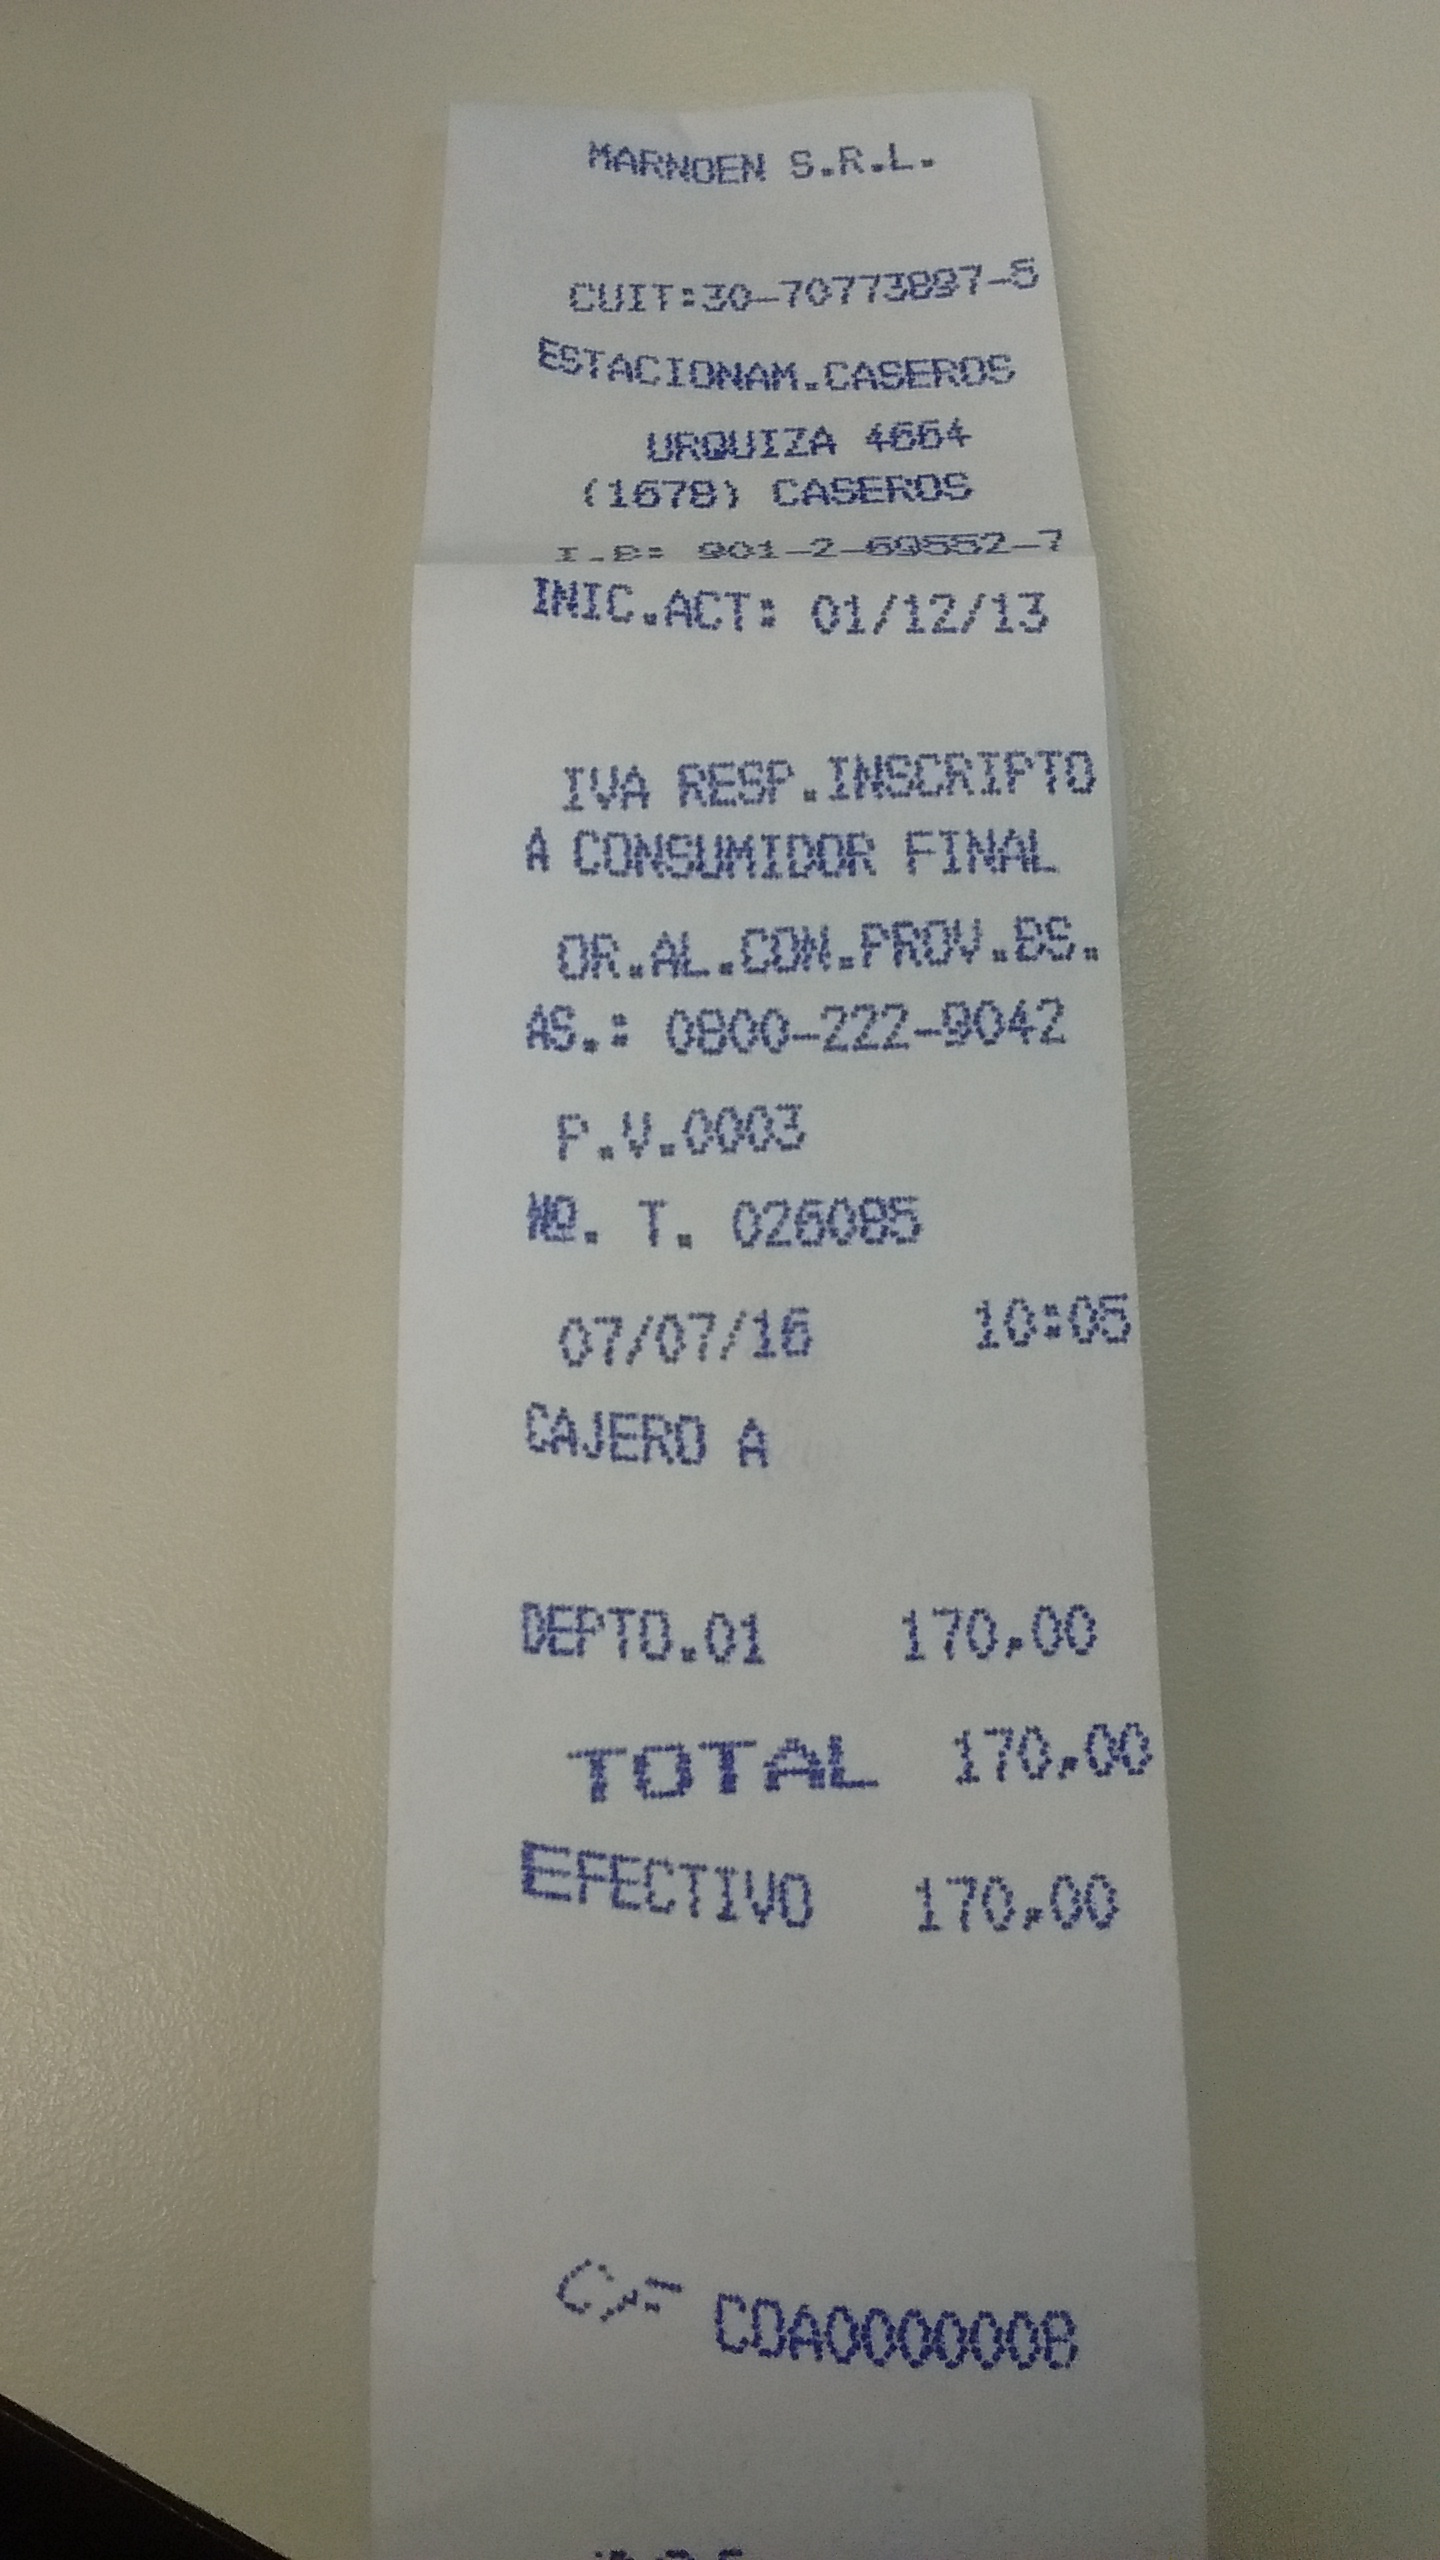 MARNOEN S.R.L.
CUIT:30-70773897-5
ESTACIONAM.CASEROS
URQUIZA 4664
(1678) CASEROS
I.B: 901-2-69552-7
INIC.ACT: 01/12/13
IVA RESP.INSCRIPTO
A CONSUMIDOR FINAL
OR.AL.CON.PROV.BS.
AS.: 0800-222-9042
P.V.0003
Nº. T. 026085
07/07/16 10:05
CAJERO A
DEPTO.01 170,00
TOTAL 170,00
EFECTIVO 170,00
CF CDA0000008